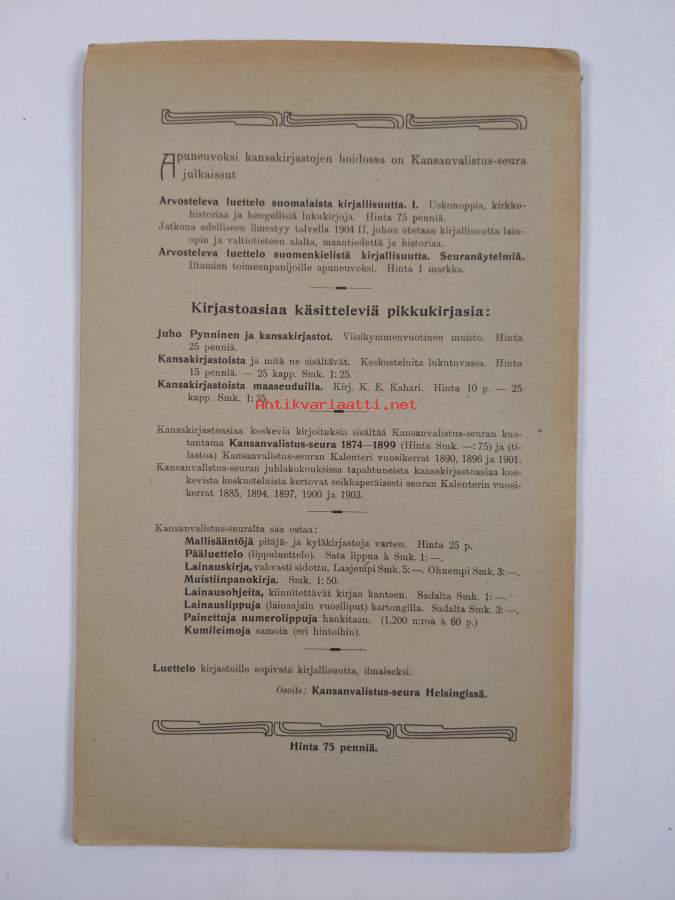 Apuneuvoksi kansakirjastojen hoidossa on Kansanvalistus-seura
julkaissut
Arvosteleva luettelo suomalaista kirjallisuutta. I. Uskonoppia, kirkko-
historiaa ja hengellisiä lukukirjoja. Hinta 75 penniä.
Jatkona edelliseen ilmestyy talvella 1904 II, johon otetaan kirjallisuutta lain-
opin ja valtiotieteen alalta, maantiedettä ja historiaa.
Arvosteleva luettelo suomenkielistä kirjallisuutta. Seuranäytelmiä.
Iltamien toimeenpanijoille apuneuvoksi. Hinta 1 markka.
Kirjastoasiaa käsitteleviä pikkukirjasia:
Juho Pynninen ja kansakirjastot. Viisikymmenvuotinen muisto. Hinta
25 penniä.
Kansakirjastoista ja mitä ne sisältävät. Keskusteluita lukutuvassa. Hinta
15 penniä. — 25 kapp. Smk. 1: 25.
Kansakirjastoista maaseuduilla. Kirj. K. E. Kahari. Hinta 10 p. — 25
kapp. Smk. 1: 25.
Antikvariaatti.net
Kansakirjastoasiaa koskevia kirjoituksia sisältää Kansanvalistus-seuran kus-
tantama Kansanvalistus-seura 1874—1899 (Hinta Smk. —: 75) ja (ti-
lastoa) Kansanvalistus-seuran Kalenteri vuosikerrat 1890, 1896 ja 1901.
Kansanvalistus-seuran juhlakokouksissa tapahtuneista kansakirjastoasiaa kos-
kevista keskusteluista kertovat seikkaperäisesti seuran Kalenterin vuosi-
kerrat 1885, 1894, 1897, 1900 ja 1903.
Kansanvalistus-seuralta saa ostaa:
Mallisääntöjä pitäjä- ja kyläkirjastoja varten. Hinta 25 p.
Pääluettelo (lippuluettelo). Sata lippua à Smk. 1: —.
Lainauskirja, vahvasti sidottu, Laajempi Smk. 5: —. Ohuempi Smk. 3: —.
Muistiinpanokirja. Smk. 1: 50.
Lainausohjeita, kiinnitettävät kirjan kanteen. Sadalta Smk. 1: —.
Lainauslippuja (lainaajain vuosiliput) kartongilla. Sadalta Smk. 3: —.
Painettuja numerolippuja hankitaan. (1,200 n:roa à 60 p.)
Kumileimoja samoin (eri hintoihin).
Luettelo kirjastoille sopivata kirjallisuutta, ilmaiseksi.
Osoite: Kansanvalistus-seura Helsingissä.
Hinta 75 penniä.